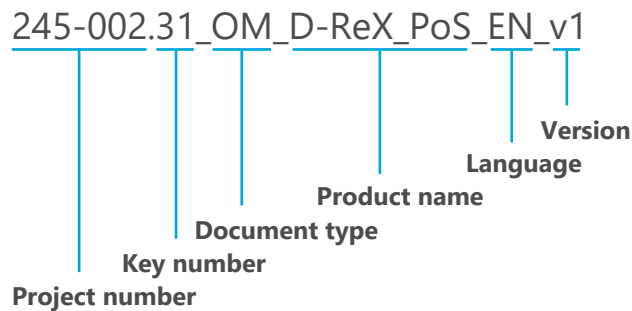 245-002.31_OM_D-ReX_PoS_EN_v1
Version
Language
Product name
Document type
Key number
Project number